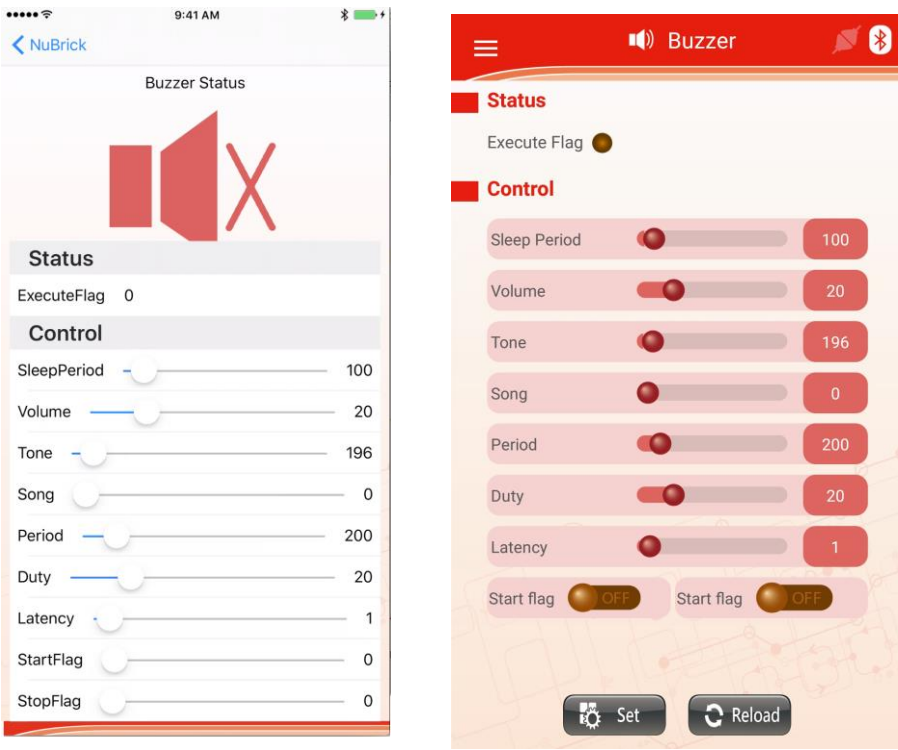 9:41 AM
NuBrick
Buzzer Status
Status
ExecuteFlag 0
Control
SleepPeriod 100
Volume 20
Tone 196
Song 0
Period 200
Duty 20
Latency 1
StartFlag 0
StopFlag 0
Buzzer
Status
Execute Flag
Control
Sleep Period 100
Volume 20
Tone 196
Song 0
Period 200
Duty 20
Latency 1
Start flag OFF Start flag OFF
Set Reload